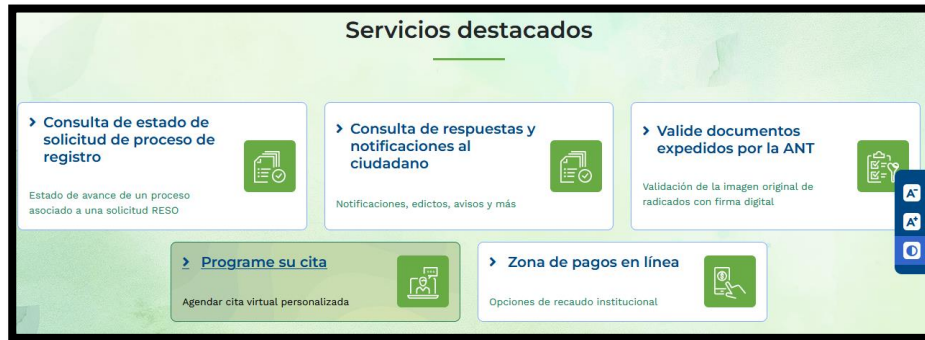 Servicios destacados
> Consulta de estado de
solicitud de proceso de
registro
Estado de avance de un proceso
asociado a una solicitud RESO
> Consulta de respuestas y
notificaciones al
ciudadano
Notificaciones, edictos, avisos y más
> Valide documentos
expedidos por la ANT
Validación de la imagen original de
radicados con firma digital
> Programe su cita
Agendar cita virtual personalizada
> Zona de pagos en línea
Opciones de recaudo institucional
A-
A+